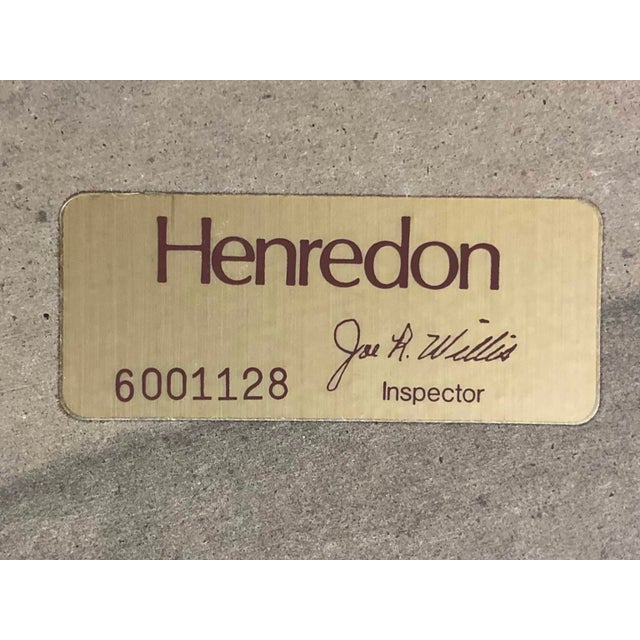 Henredon
Joe R. Willis
6001128 Inspector